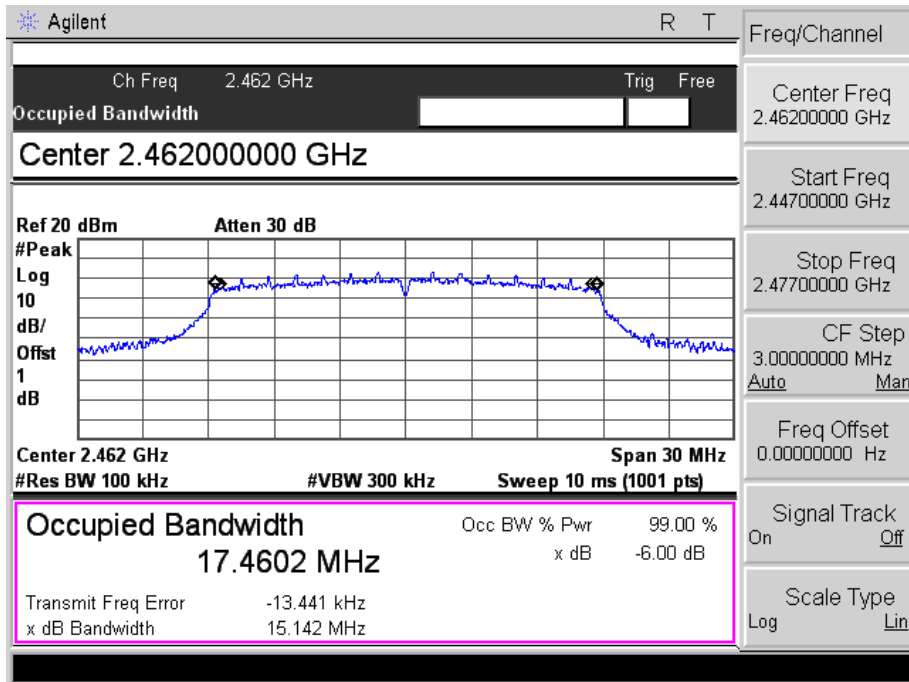 Agilent R T
Ch Freq 2.462 GHz Trig Free
Occupied Bandwidth
Center 2.462000000 GHz
Ref 20 dBm Atten 30 dB
#Peak
Log
10
dB/
Offst
1
dB
Center 2.462 GHz Span 30 MHz
#Res BW 100 kHz #VBW 300 kHz Sweep 10 ms (1001 pts)
Occupied Bandwidth Occ BW % Pwr 99.00 %
17.4602 MHz x dB -6.00 dB
Transmit Freq Error -13.441 kHz
x dB Bandwidth 15.142 MHz
Freq/Channel
Center Freq
2.46200000 GHz
Start Freq
2.44700000 GHz
Stop Freq
2.47700000 GHz
CF Step
3.00000000 MHz
Auto Man
Freq Offset
0.00000000 Hz
Signal Track
On Off
Scale Type
Log Lin